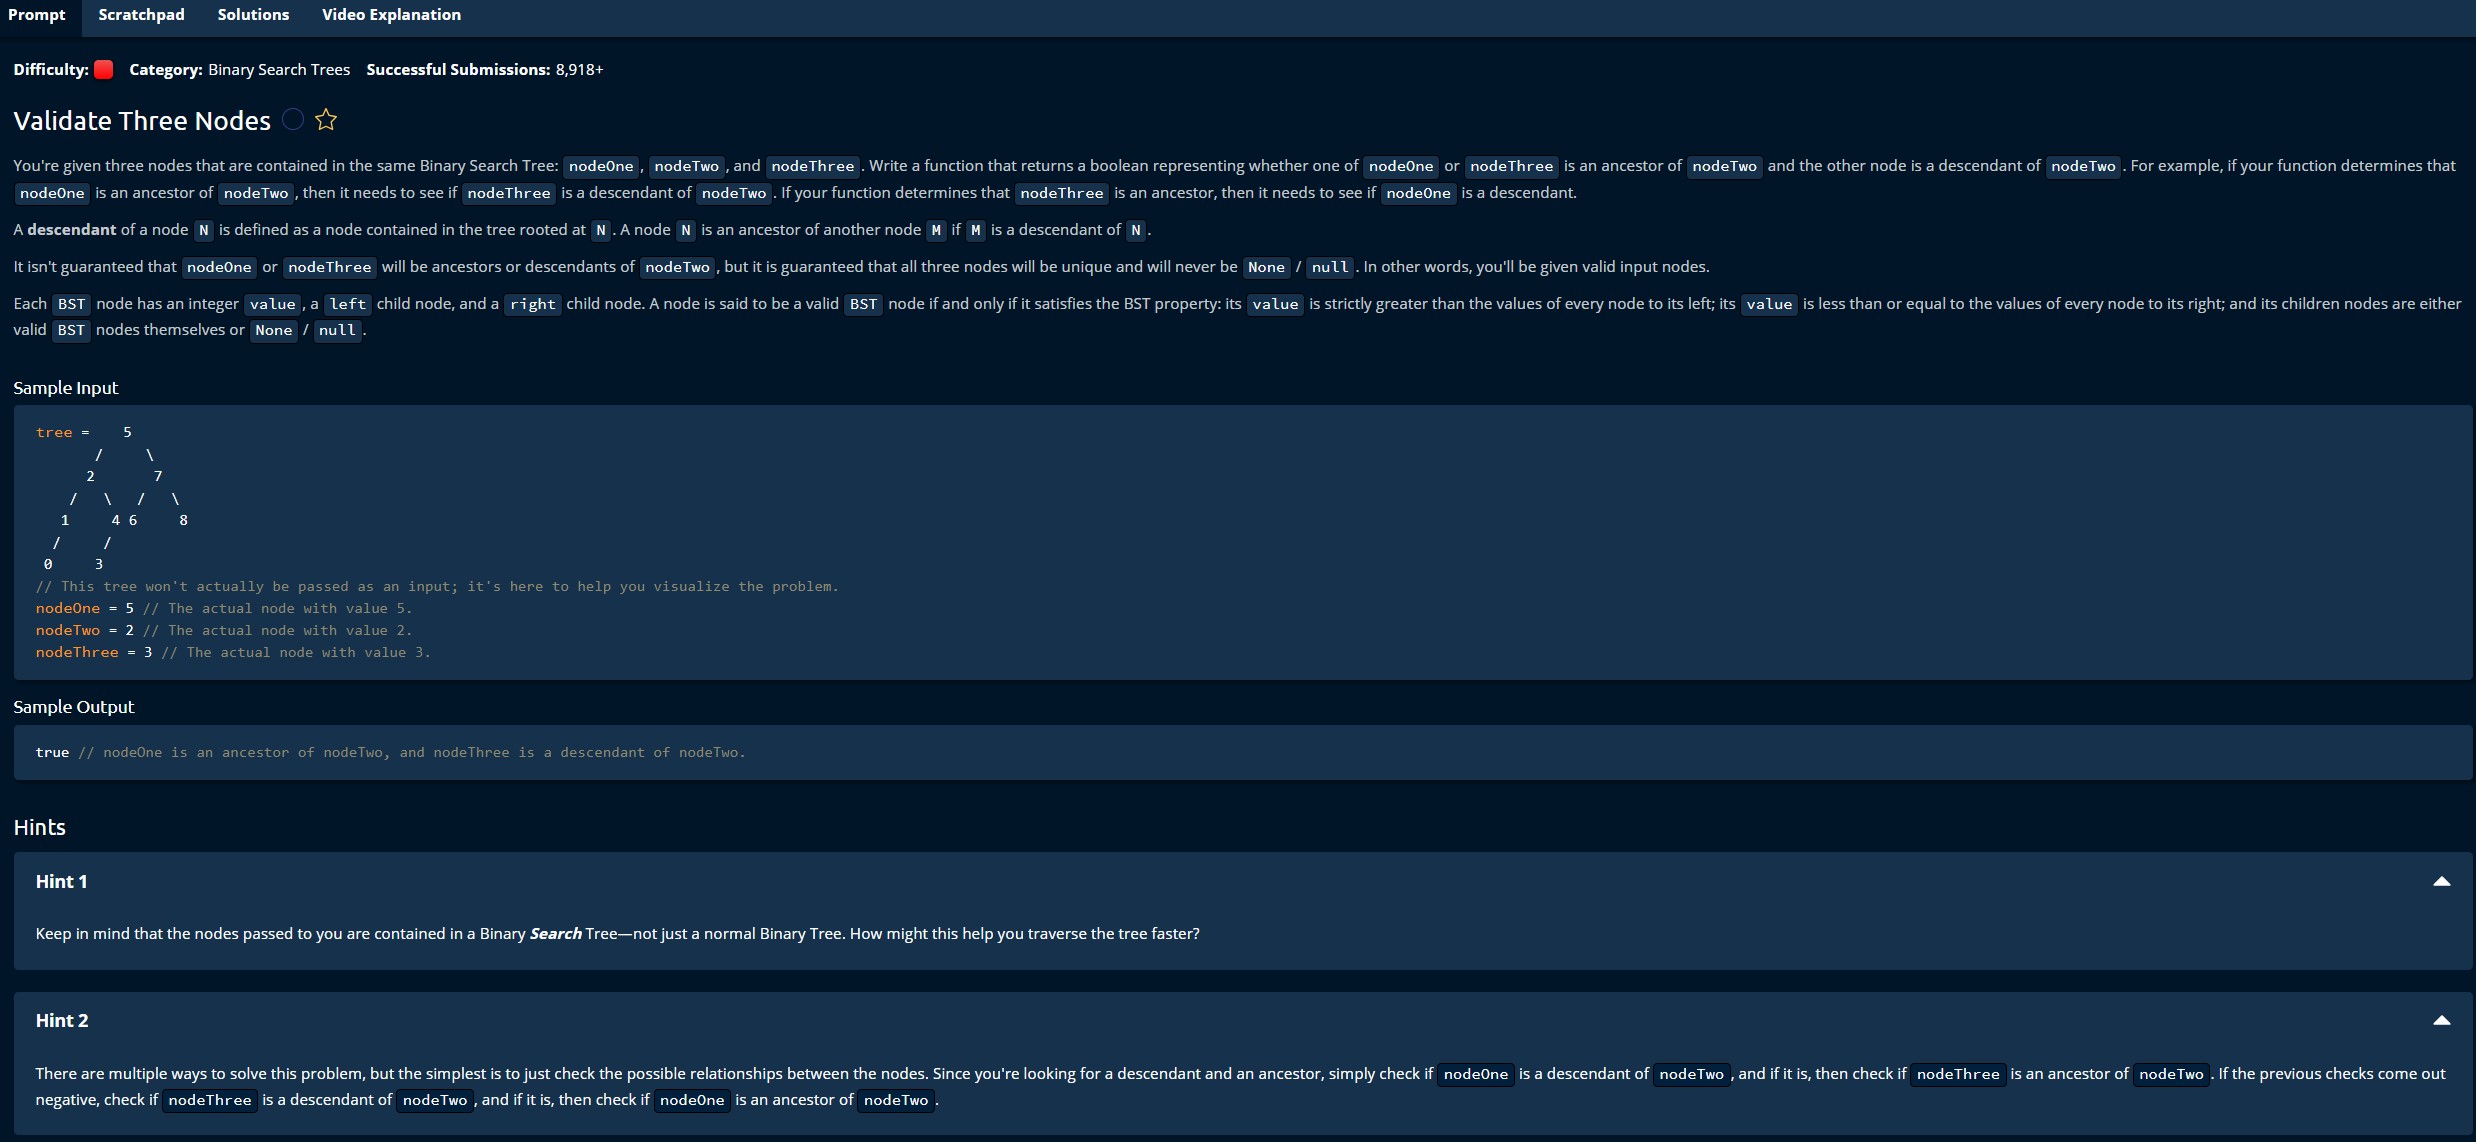 Prompt Scratchpad Solutions Video Explanation
Difficulty: Category: Binary Search Trees Successful Submissions: 8,918+
Validate Three Nodes
You're given three nodes that are contained in the same Binary Search Tree: nodeOne, nodeTwo, and nodeThree. Write a function that returns a boolean representing whether one of nodeOne or nodeThree is an ancestor of nodeTwo and the other node is a descendant of nodeTwo. For example, if your function determines that
nodeOne is an ancestor of nodeTwo, then it needs to see if nodeThree is a descendant of nodeTwo. If your function determines that nodeThree is an ancestor, then it needs to see if nodeOne is a descendant.
A descendant of a node N is defined as a node contained in the tree rooted at N. A node N is an ancestor of another node M if M is a descendant of N.
It isn't guaranteed that nodeOne or nodeThree will be ancestors or descendants of nodeTwo, but it is guaranteed that all three nodes will be unique and will never be None / null. In other words, you'll be given valid input nodes.
Each BST node has an integer value, a left child node, and a right child node. A node is said to be a valid BST node if and only if it satisfies the BST property: its value is strictly greater than the values of every node to its left; its value is less than or equal to the values of every node to its right; and its children nodes are either
valid BST nodes themselves or None / null.
Sample Input
tree = 5
/ \
2 7
/ \ / \
1 4 6 8
/ /
0 3
// This tree won't actually be passed as an input; it's here to help you visualize the problem.
nodeOne = 5 // The actual node with value 5.
nodeTwo = 2 // The actual node with value 2.
nodeThree = 3 // The actual node with value 3.
Sample Output
true // nodeOne is an ancestor of nodeTwo, and nodeThree is a descendant of nodeTwo.
Hints
Hint 1
Keep in mind that the nodes passed to you are contained in a Binary Search Tree—not just a normal Binary Tree. How might this help you traverse the tree faster?
Hint 2
There are multiple ways to solve this problem, but the simplest is to just check the possible relationships between the nodes. Since you're looking for a descendant and an ancestor, simply check if nodeOne is a descendant of nodeTwo, and if it is, then check if nodeThree is an ancestor of nodeTwo. If the previous checks come out
negative, check if nodeThree is a descendant of nodeTwo, and if it is, then check if nodeOne is an ancestor of nodeTwo.